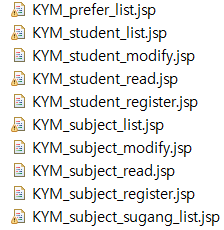 KYM_prefer_list.jsp
KYM_student_list.jsp
KYM_student_modify.jsp
KYM_student_read.jsp
KYM_student_register.jsp
KYM_subject_list.jsp
KYM_subject_modify.jsp
KYM_subject_read.jsp
KYM_subject_register.jsp
KYM_subject_sugang_list.jsp